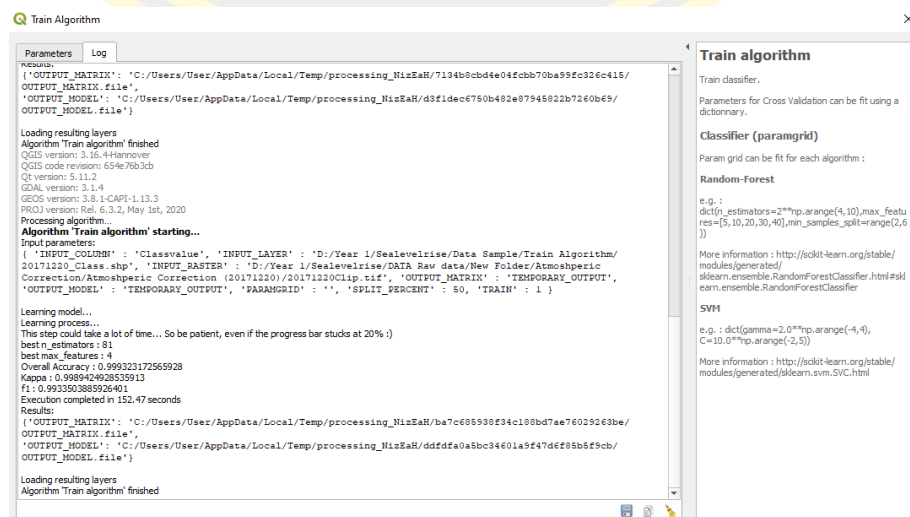 Train Algorithm
Parameters
Log
Results:
{'OUTPUT_MATRIX': 'C:/Users/User/AppData/Local/Temp/processing_NizEaH/7134b8cbd4e04fcbb70ba99fc326c415/
OUTPUT_MATRIX.file',
'OUTPUT_MODEL': 'C:/Users/User/AppData/Local/Temp/processing_NizEaH/d3f1dec6750b482e87945822b7260b69/
OUTPUT_MODEL.file'}
Loading resulting layers
Algorithm 'Train algorithm' finished
QGIS version: 3.16.4-Hannover
QGIS code revision: 654e76b3cb
Qt version: 5.11.2
GDAL version: 3.1.4
GEOS version: 3.8.1-CAPI-1.13.3
PROJ version: Rel. 6.3.2, May 1st, 2020
Processing algorithm…
Algorithm 'Train algorithm' starting…
Input parameters:
{ 'INPUT_COLUMN' : 'Classvalue', 'INPUT_LAYER' : 'D:/Year 1/Sealevelrise/Data Sample/Train Algorithm/
20171220_Class.shp', 'INPUT_RASTER' : 'D:/Year 1/Sealevelrise/DATA Raw data/New Folder/Atmoshperic
Correction/Atmoshperic Correction (20171220)/20171220Clip.tif', 'OUTPUT_MATRIX' : 'TEMPORARY_OUTPUT',
'OUTPUT_MODEL' : 'TEMPORARY_OUTPUT', 'PARAMGRID' : '', 'SPLIT_PERCENT' : 50, 'TRAIN' : 1 }
Learning model...
Learning process...
This step could take a lot of time... So be patient, even if the progress bar stucks at 20% :)
best n_estimators : 81
best max_features : 4
Overall Accuracy : 0.999323172565928
Kappa : 0.9989424928535913
f1 : 0.9933503885926401
Execution completed in 152.47 seconds
Results:
{'OUTPUT_MATRIX': 'C:/Users/User/AppData/Local/Temp/processing_NizEaH/ba7c685938f34c188bd7ae76029263be/
OUTPUT_MATRIX.file',
'OUTPUT_MODEL': 'C:/Users/User/AppData/Local/Temp/processing_NizEaH/ddfdfa0a5bc34601a9f47d6f85b5f9cb/
OUTPUT_MODEL.file'}
Loading resulting layers
Algorithm 'Train algorithm' finished
Train algorithm
Train classifier.
Parameters for Cross Validation can be fit using a
dictionnary.
Classifier (paramgrid)
Param grid can be fit for each algorithm :
Random-Forest
e.g. :
dict(n_estimators=2**np.arange(4,10),max_featu
res=[5,10,20,30,40],min_samples_split=range(2,6
))
More information : http://scikit-learn.org/stable/
modules/generated/
sklearn.ensemble.RandomForestClassifier.html#skl
earn.ensemble.RandomForestClassifier
SVM
e.g. : dict(gamma=2.0**np.arange(-4,4),
C=10.0**np.arange(-2,5))
More information : http://scikit-learn.org/stable/
modules/generated/sklearn.svm.SVC.html